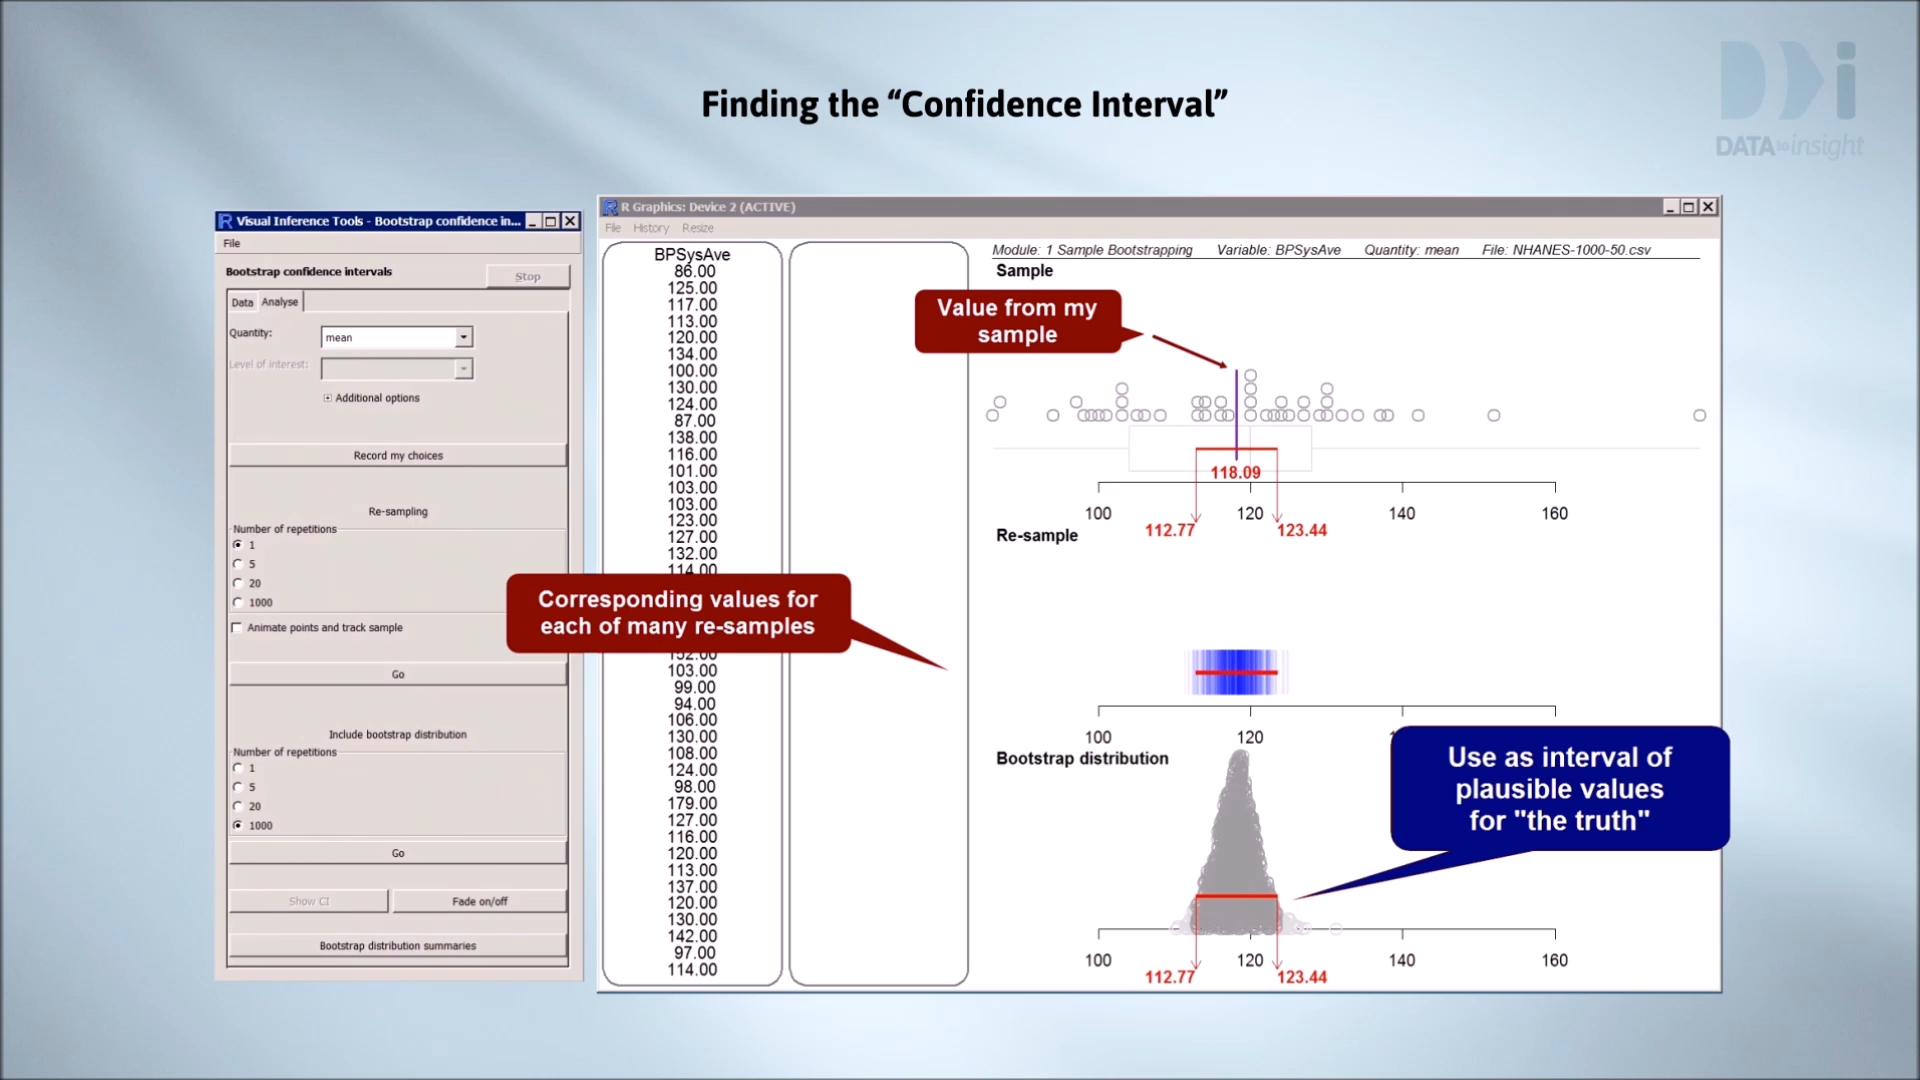 Finding the “Confidence Interval”
DATA to insight
Visual Inference Tools - Bootstrap confidence in...
File
Bootstrap confidence intervals
Stop
Data
Analyse
Quantity:
mean
Level of interest:
Additional options
Record my choices
Re-sampling
Number of repetitions
1
5
20
1000
Animate points and track sample
Go
Include bootstrap distribution
Number of repetitions
1
5
20
1000
Go
Show CI
Fade on/off
Bootstrap distribution summaries
R Graphics: Device 2 (ACTIVE)
File History Resize
BPSysAve
86.00
125.00
117.00
113.00
120.00
134.00
100.00
130.00
124.00
87.00
138.00
116.00
101.00
103.00
103.00
123.00
127.00
132.00
114.00
Corresponding values for
each of many re-samples
152.00
103.00
99.00
94.00
106.00
130.00
108.00
124.00
98.00
179.00
127.00
116.00
120.00
113.00
137.00
120.00
130.00
142.00
97.00
114.00
Module: 1 Sample Bootstrapping Variable: BPSysAve Quantity: mean File: NHANES-1000-50.csv
Sample
Value from my
sample
118.09
100 120 140 160
112.77 123.44
Re-sample
100 120
Bootstrap distribution
Use as interval of
plausible values
for "the truth"
100 120 140 160
112.77 123.44